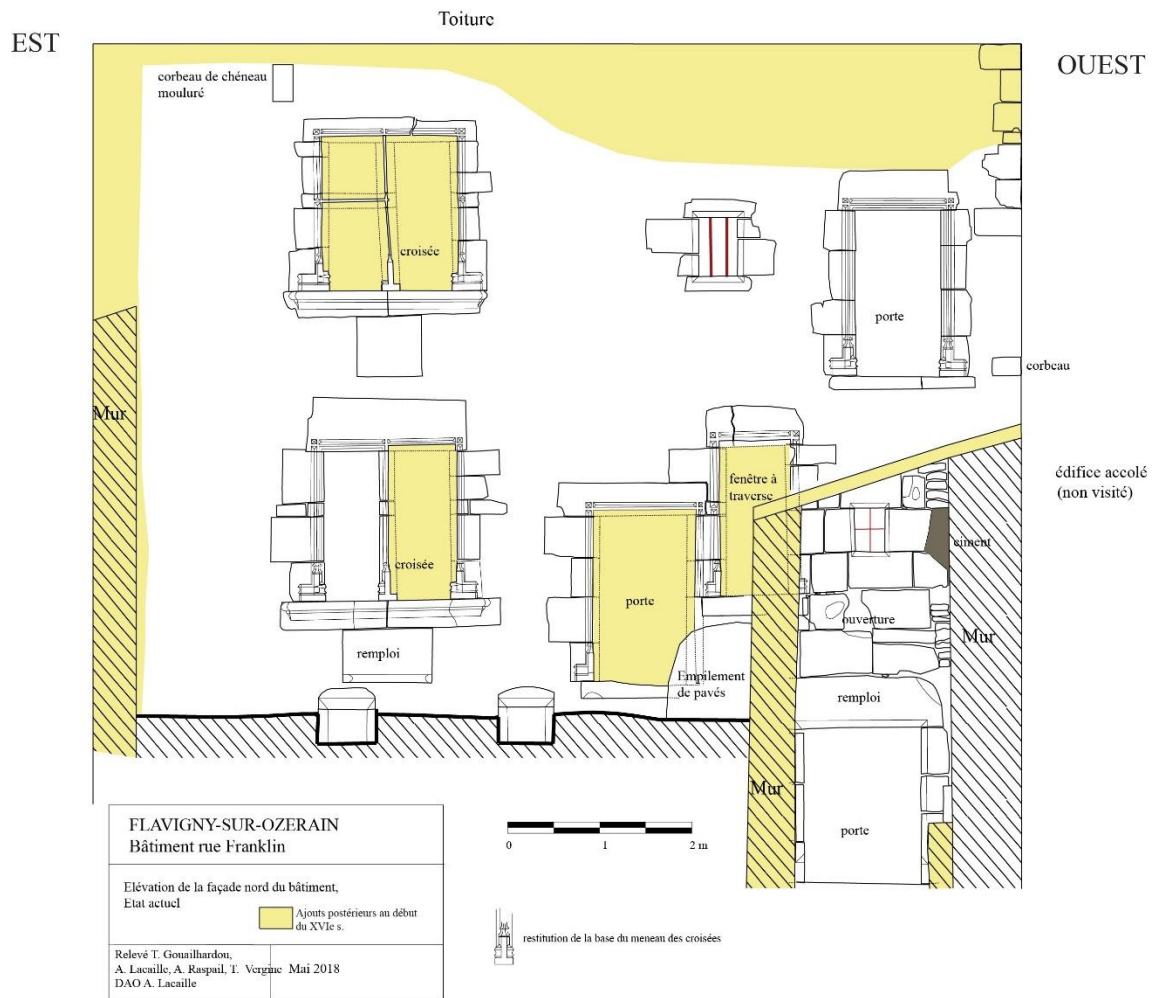 Toiture
EST
OUEST
corbeau de chéneau
mouluré
croisée
porte
corbeau
Mur
édifice accolé
(non visité)
fenêtre à
traverse
ciment
croisée
porte
ouverture
Mur
remploi
Empilement
de pavés
remploi
Mur
porte
FLAVIGNY-SUR-OZERAIN
Bâtiment rue Franklin
0 1 2 m
Elévation de la façade nord du bâtiment,
Etat actuel
Ajouts postérieurs au début
du XVIe s.
restitution de la base du meneau des croisées
Relevé T. Gouailhardou,
A. Lacaille, A. Raspail, T. Vergine Mai 2018
DAO A. Lacaille